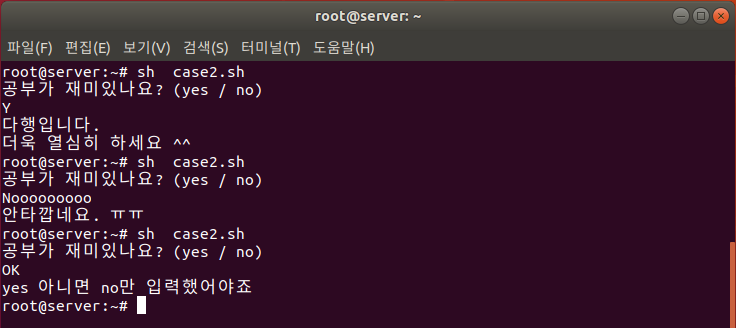 root@server: ~
파일(F) 편집(E) 보기(V) 검색(S) 터미널(T) 도움말(H)
root@server:~# sh  case2.sh
공부가 재미있나요? (yes / no)
Y
다행입니다.
더욱 열심히 하세요 ^^
root@server:~# sh  case2.sh
공부가 재미있나요? (yes / no)
Nooooooooo
안타깝네요. ㅠㅠ
root@server:~# sh  case2.sh
공부가 재미있나요? (yes / no)
OK
yes 아니면 no만 입력했어야죠
root@server:~#